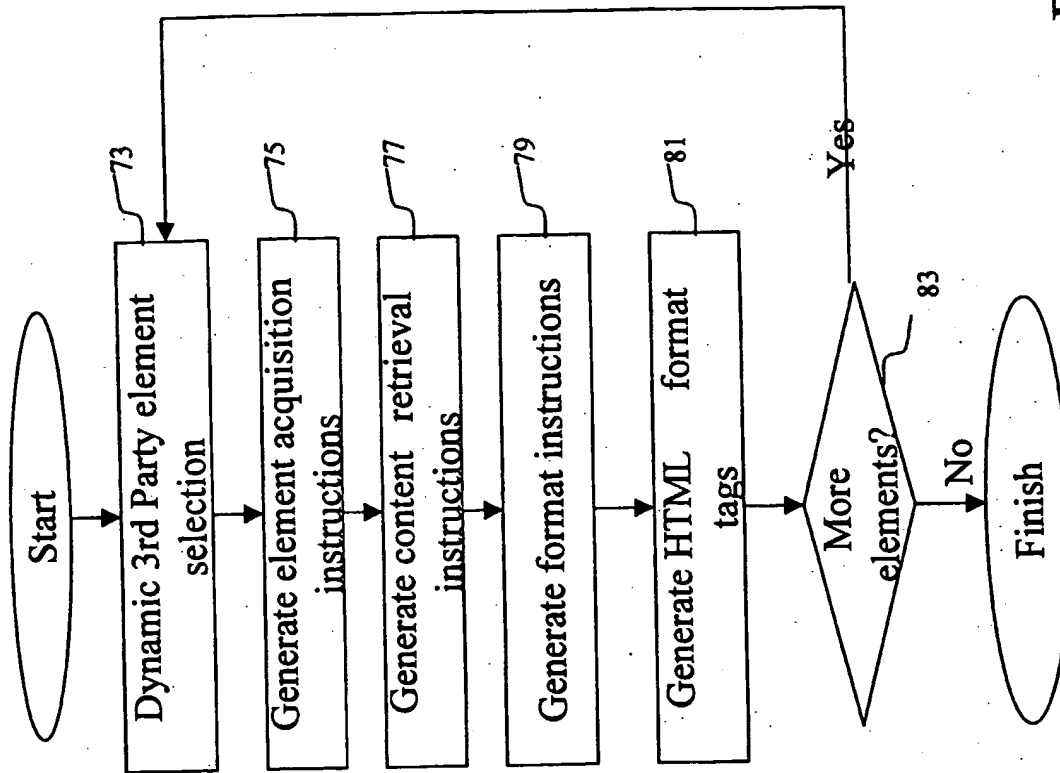 Start
73
Dynamic 3rd Party element
selection
75
Generate element acquisition
instructions
77
Generate content retrieval
instructions
79
Generate format instructions
81
Generate HTML format
tags
Yes
More
elements?
83
No
Finish